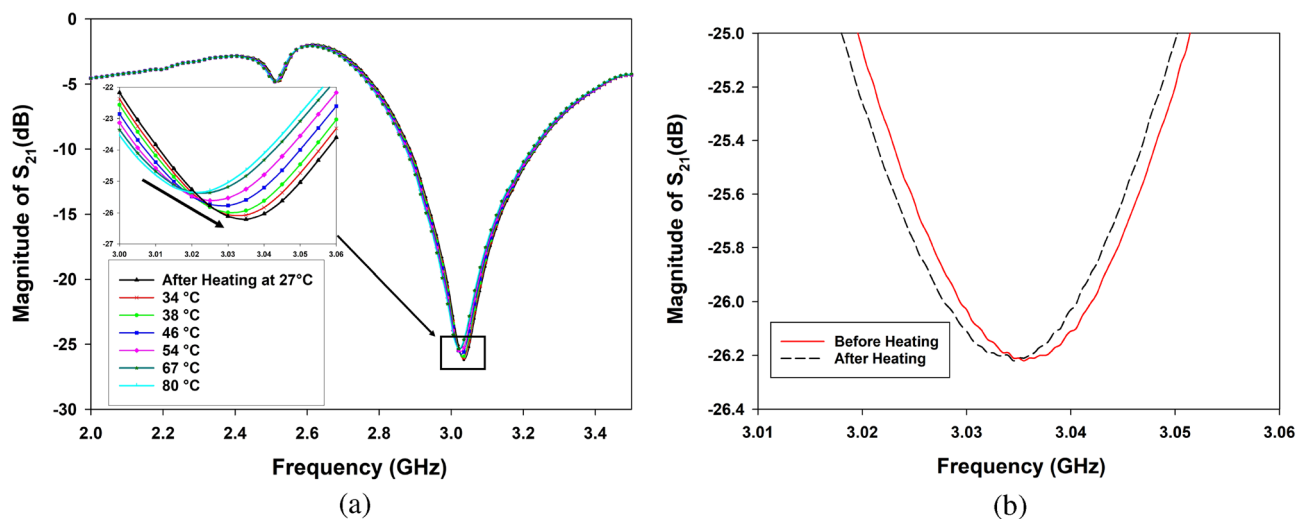 0
-5
-10
-15
-20
-25
-30
Magnitude of S21(dB)
2.0 2.2 2.4 2.6 2.8 3.0 3.2 3.4
Frequency (GHz)
-22
-23
-24
-25
-26
-27
3.00 3.01 3.02 3.03 3.04 3.05 3.06
After Heating at 27°C
34 °C
38 °C
46 °C
54 °C
67 °C
80 °C
(a)
-25.0
-25.2
-25.4
-25.6
-25.8
-26.0
-26.2
-26.4
Magnitude of S21(dB)
Before Heating
After Heating
3.01 3.02 3.03 3.04 3.05 3.06
Frequency (GHz)
(b)